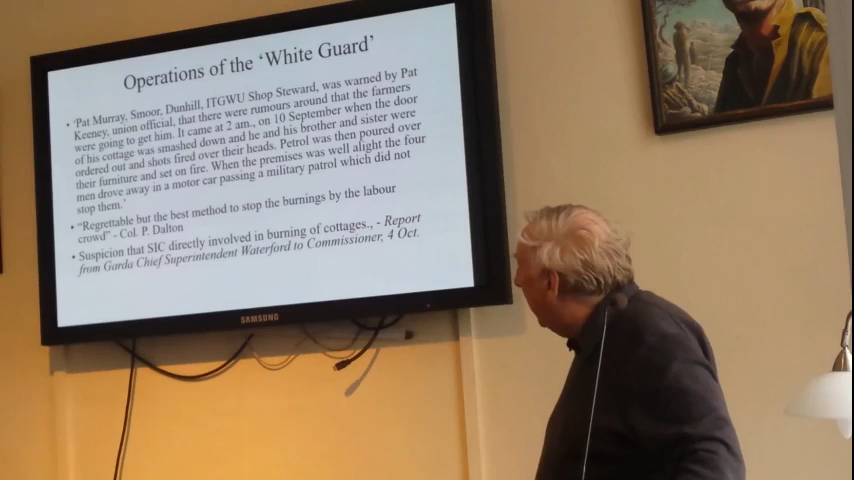 Operations of the ‘White Guard’
• ‘Pat Murray, Smoor, Dunhill, ITGWU Shop Steward, was warned by Pat
Keeney, union official, that there were rumours around that the farmers
were going to get him. It came at 2 am., on 10 September when the door
of his cottage was smashed down and he and his brother and sister were
ordered out and shots fired over their heads. Petrol was then poured over
their furniture and set on fire. When the premises was well alight the four
men drove away in a motor car passing a military patrol which did not
stop them.’
• “Regrettable but the best method to stop the burnings by the labour
crowd” - Col. P. Dalton
• Suspicion that SIC directly involved in burning of cottages., - Report
from Garda Chief Superintendent Waterford to Commissioner, 4 Oct.
SAMSUNG